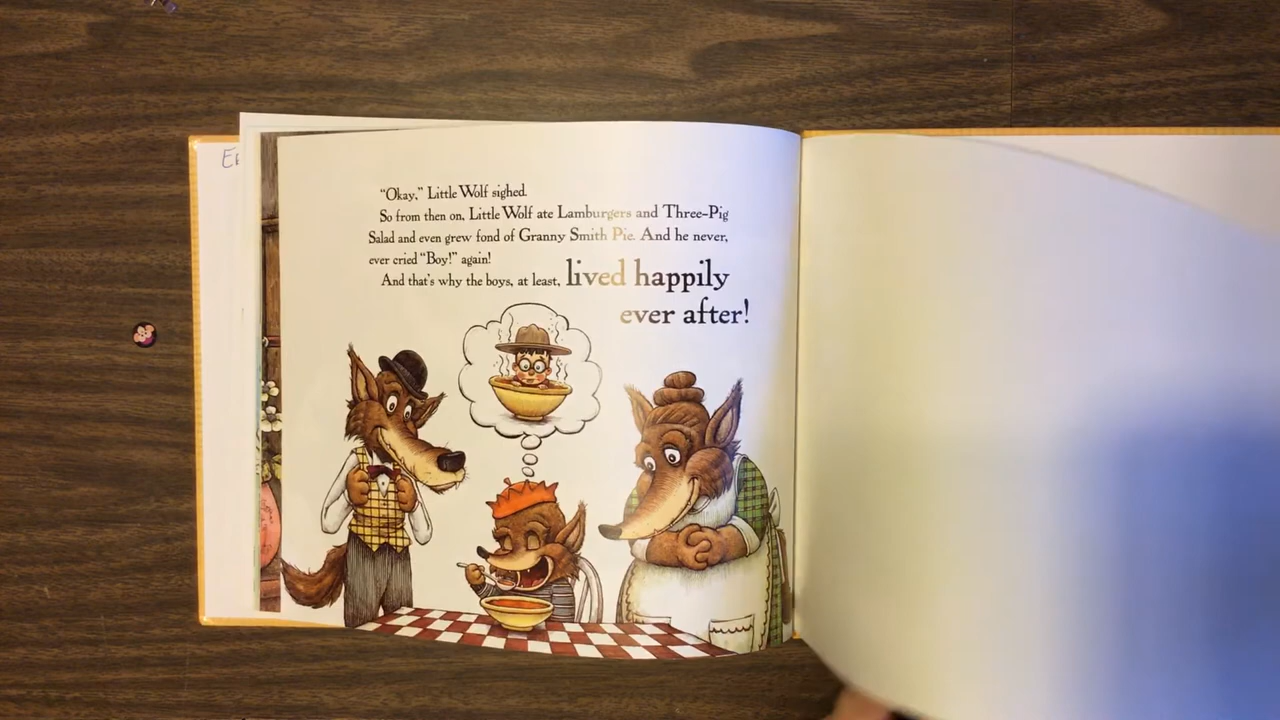 “Okay,” Little Wolf sighed.
So from then on, Little Wolf ate Lamburgers and Three-Pig
Salad and even grew fond of Granny Smith Pie. And he never,
ever cried “Boy!” again!
And that’s why the boys, at least, lived happily
ever after!